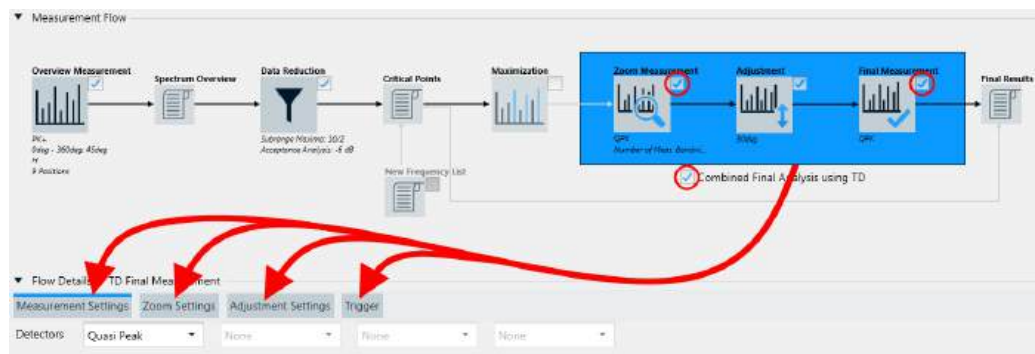 Measurement Flow
Overview Measurement
Spectrum Overview
Data Reduction
Critical Points
Maximization
Zoom Measurement
Adjustment
Final Measurement
Final Results
PK+
0deg - 360deg: 45deg
H
9 Positions
Subrange Maxima: 10/2
Acceptance Analysis: -6 dB
QPK
Number of Meas. Bandwi...
90deg
QPK
New Frequency List
Combined Final Analysis using TD
Flow Details TD Final Measurement
Measurement Settings
Zoom Settings
Adjustment Settings
Trigger
Detectors
Quasi Peak
None
None
None